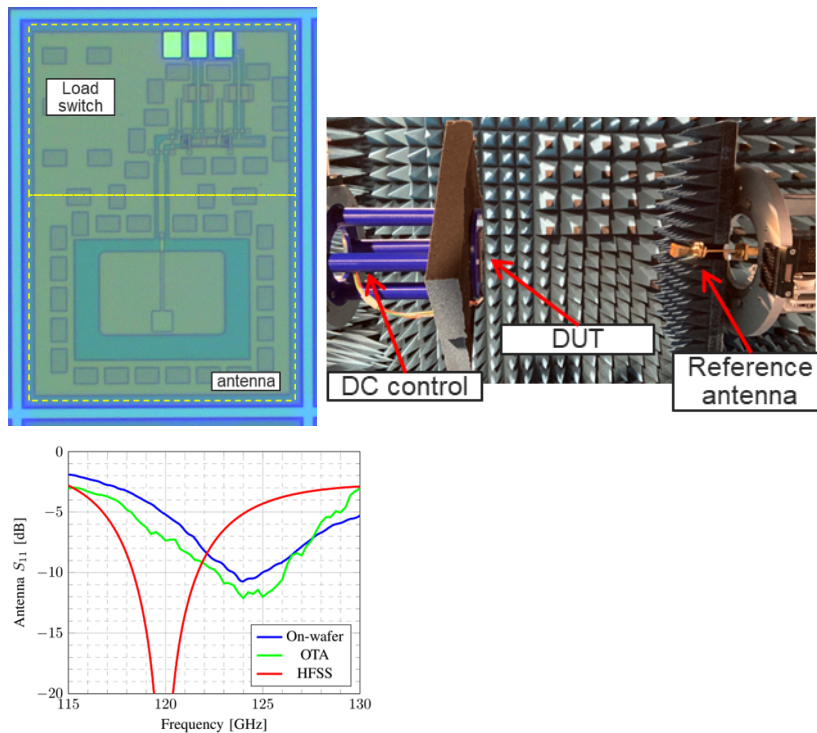 Load
switch
antenna
DC control
DUT
Reference
antenna
0
−5
−10
−15
−20
Antenna S11 [dB]
On-wafer
OTA
HFSS
115 120 125 130
Frequency [GHz]